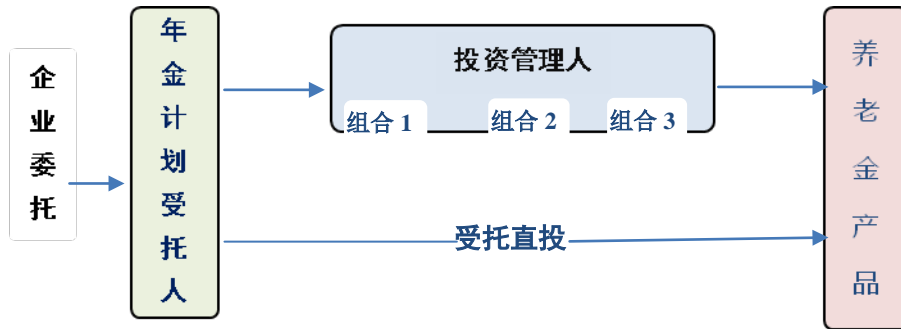 企业委托
年金计划受托人
投资管理人
组合 1
组合 2
组合 3
受托直投
养老金产品